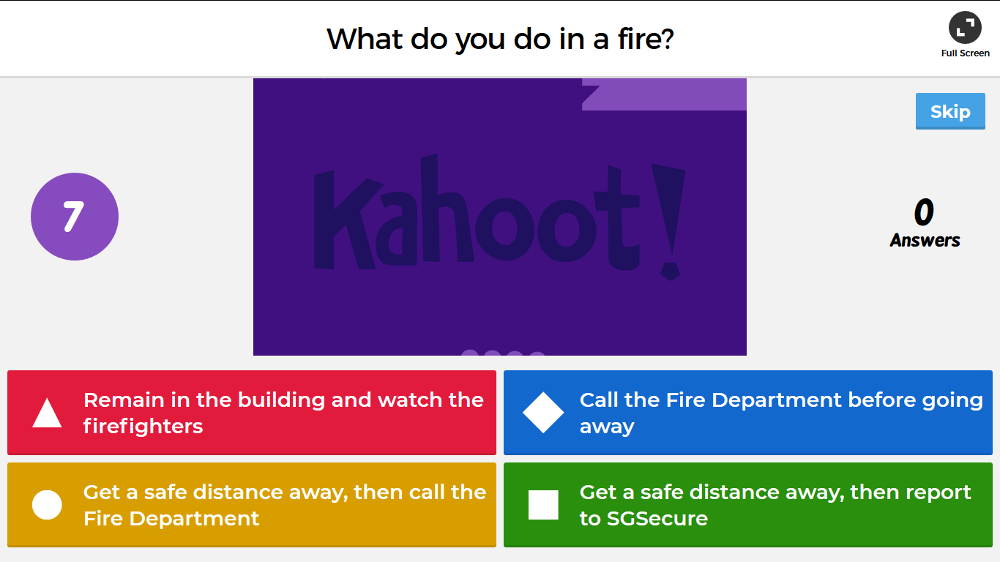 What do you do in a fire?
Full Screen
Skip
Kahoot!
7
0
Answers
Remain in the building and watch the
firefighters
Call the Fire Department before going
away
Get a safe distance away, then call the
Fire Department
Get a safe distance away, then report
to SGSecure